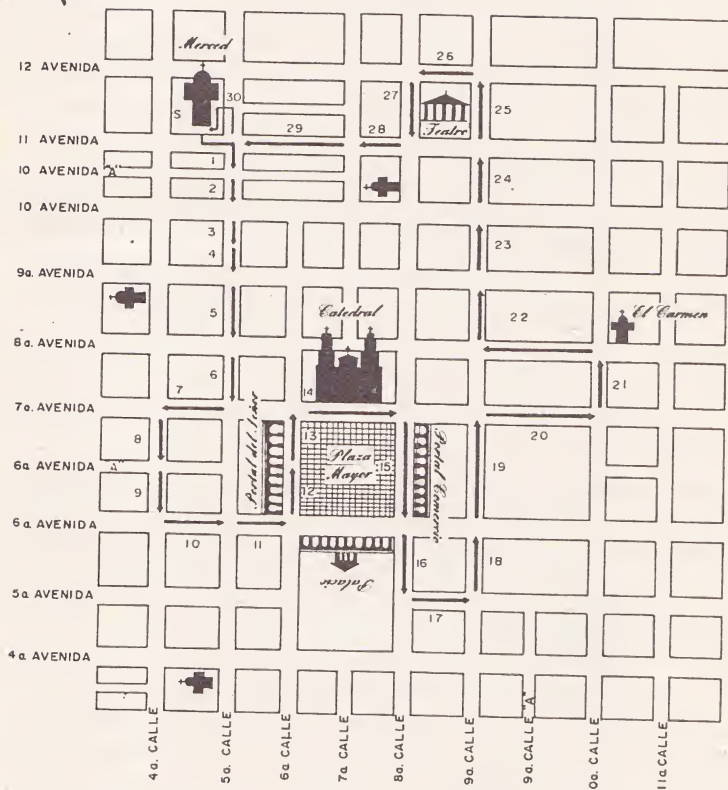 Merced
26
12 AVENIDA
30
27
25
S
Teatro
29
28
11 AVENIDA
1
10 AVENIDA "A"
2
24
10 AVENIDA
3
4
23
9a. AVENIDA
5
Catedral
22
El Carmen
8a. AVENIDA
6
7
14
21
7a. AVENIDA
8
Portal del Señor
13
Plaza
Mayor
15
Portal Comercio
20
19
6a AVENIDA "A"
9
12
6a AVENIDA
10
11
16
18
Palacio
5a AVENIDA
17
4a AVENIDA
"A"
4a. CALLE
5a. CALLE
6a CALLE
7a CALLE
8a. CALLE
9a CALLE
9a. CALLE
0a. CALLE
11a CALLE